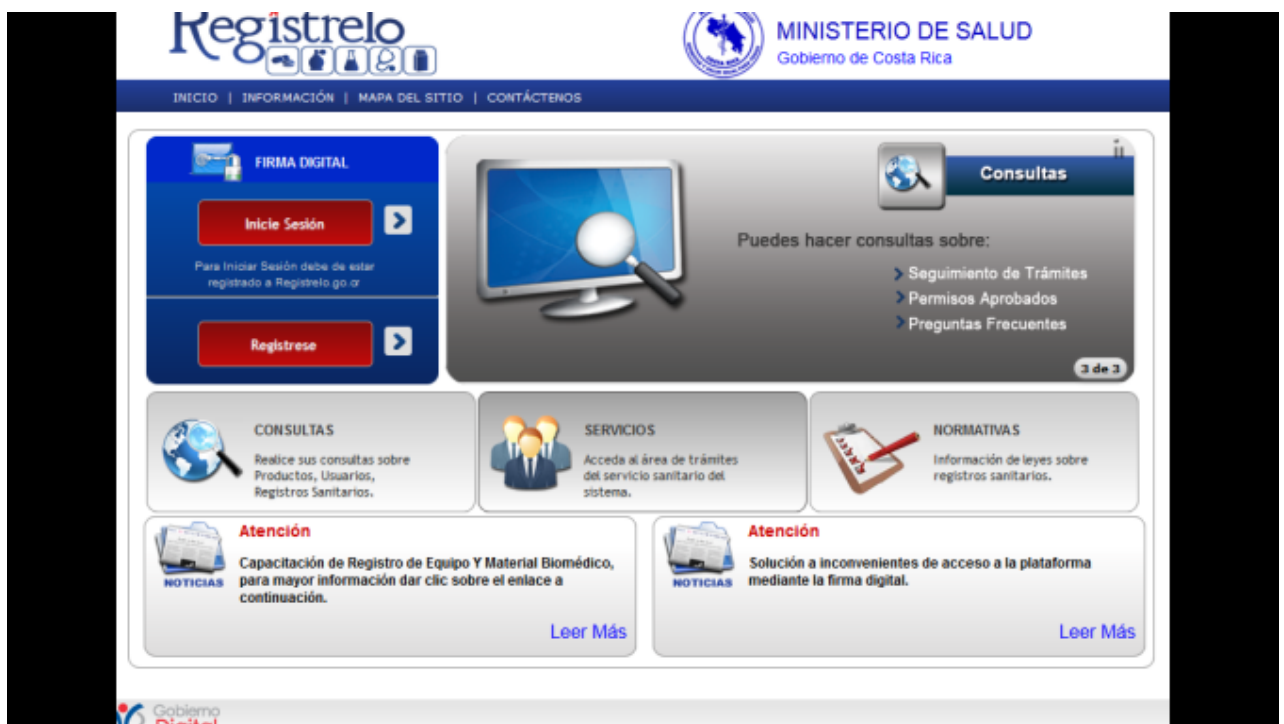 Regístrelo
MINISTERIO DE SALUD
Gobierno de Costa Rica
INICIO | INFORMACIÓN | MAPA DEL SITIO | CONTÁCTENOS
FIRMA DIGITAL
Inicie Sesión
Para Iniciar Sesión debe de estar
registrado a Registrelo.go.cr
Registrese
Consultas
Puedes hacer consultas sobre:
Seguimiento de Trámites
Permisos Aprobados
Preguntas Frecuentes
3 de 3
CONSULTAS
Realice sus consultas sobre
Productos, Usuarios,
Registros Sanitarios.
SERVICIOS
Acceda al área de trámites
del servicio sanitario del
sistema.
NORMATIVAS
Información de leyes sobre
registros sanitarios.
NOTICIAS
Atención
Capacitación de Registro de Equipo Y Material Biomédico,
para mayor información dar clic sobre el enlace a
continuación.
Leer Más
NOTICIAS
Atención
Solución a inconvenientes de acceso a la plataforma
mediante la firma digital.
Leer Más
Gobierno
Digital